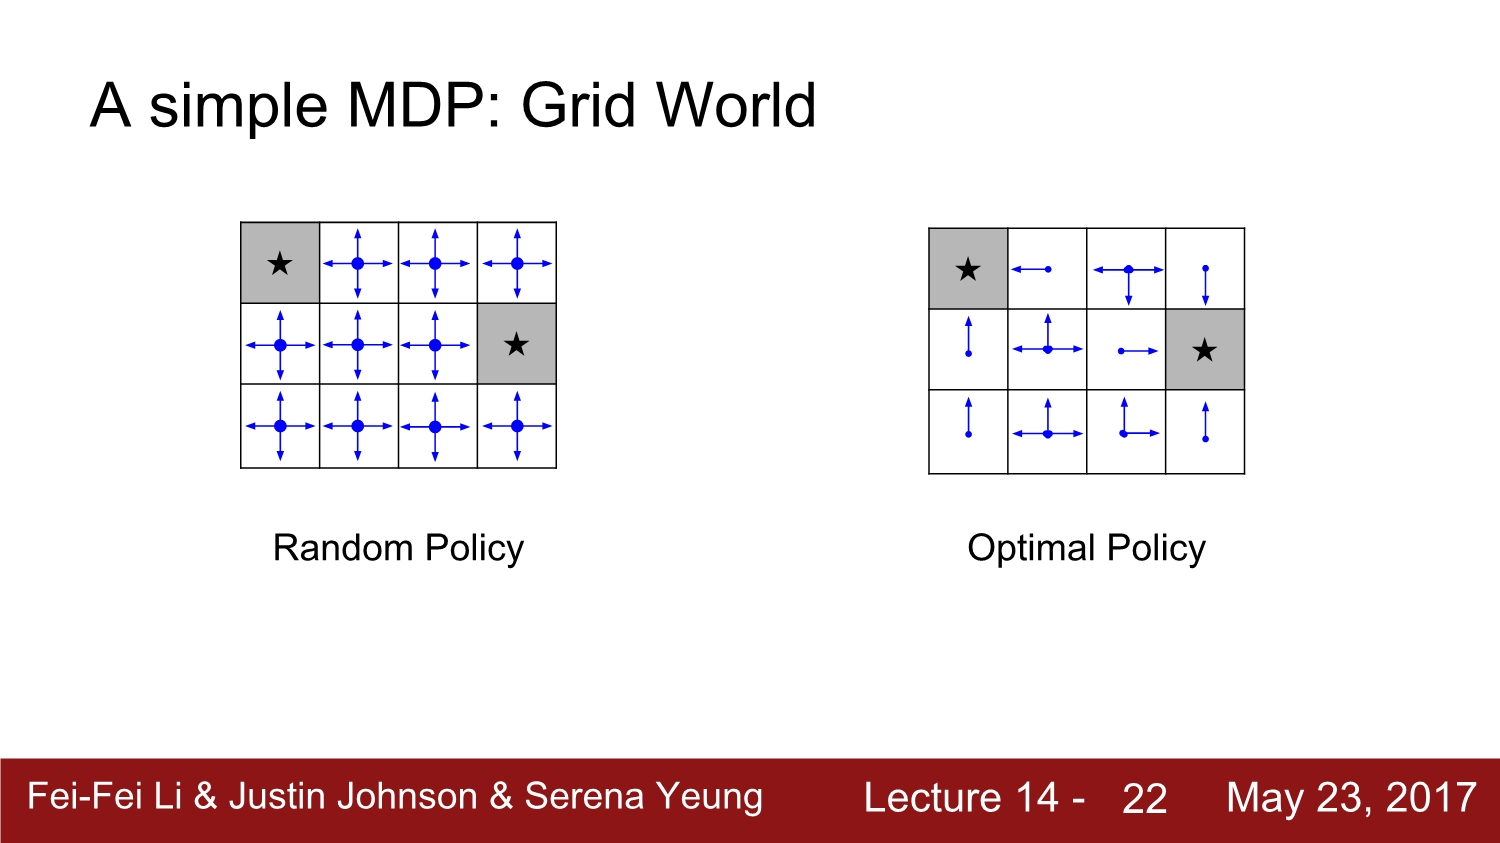 A simple MDP: Grid World
Random Policy
Optimal Policy
Fei-Fei Li & Justin Johnson & Serena Yeung
Lecture 14 - 22
May 23, 2017